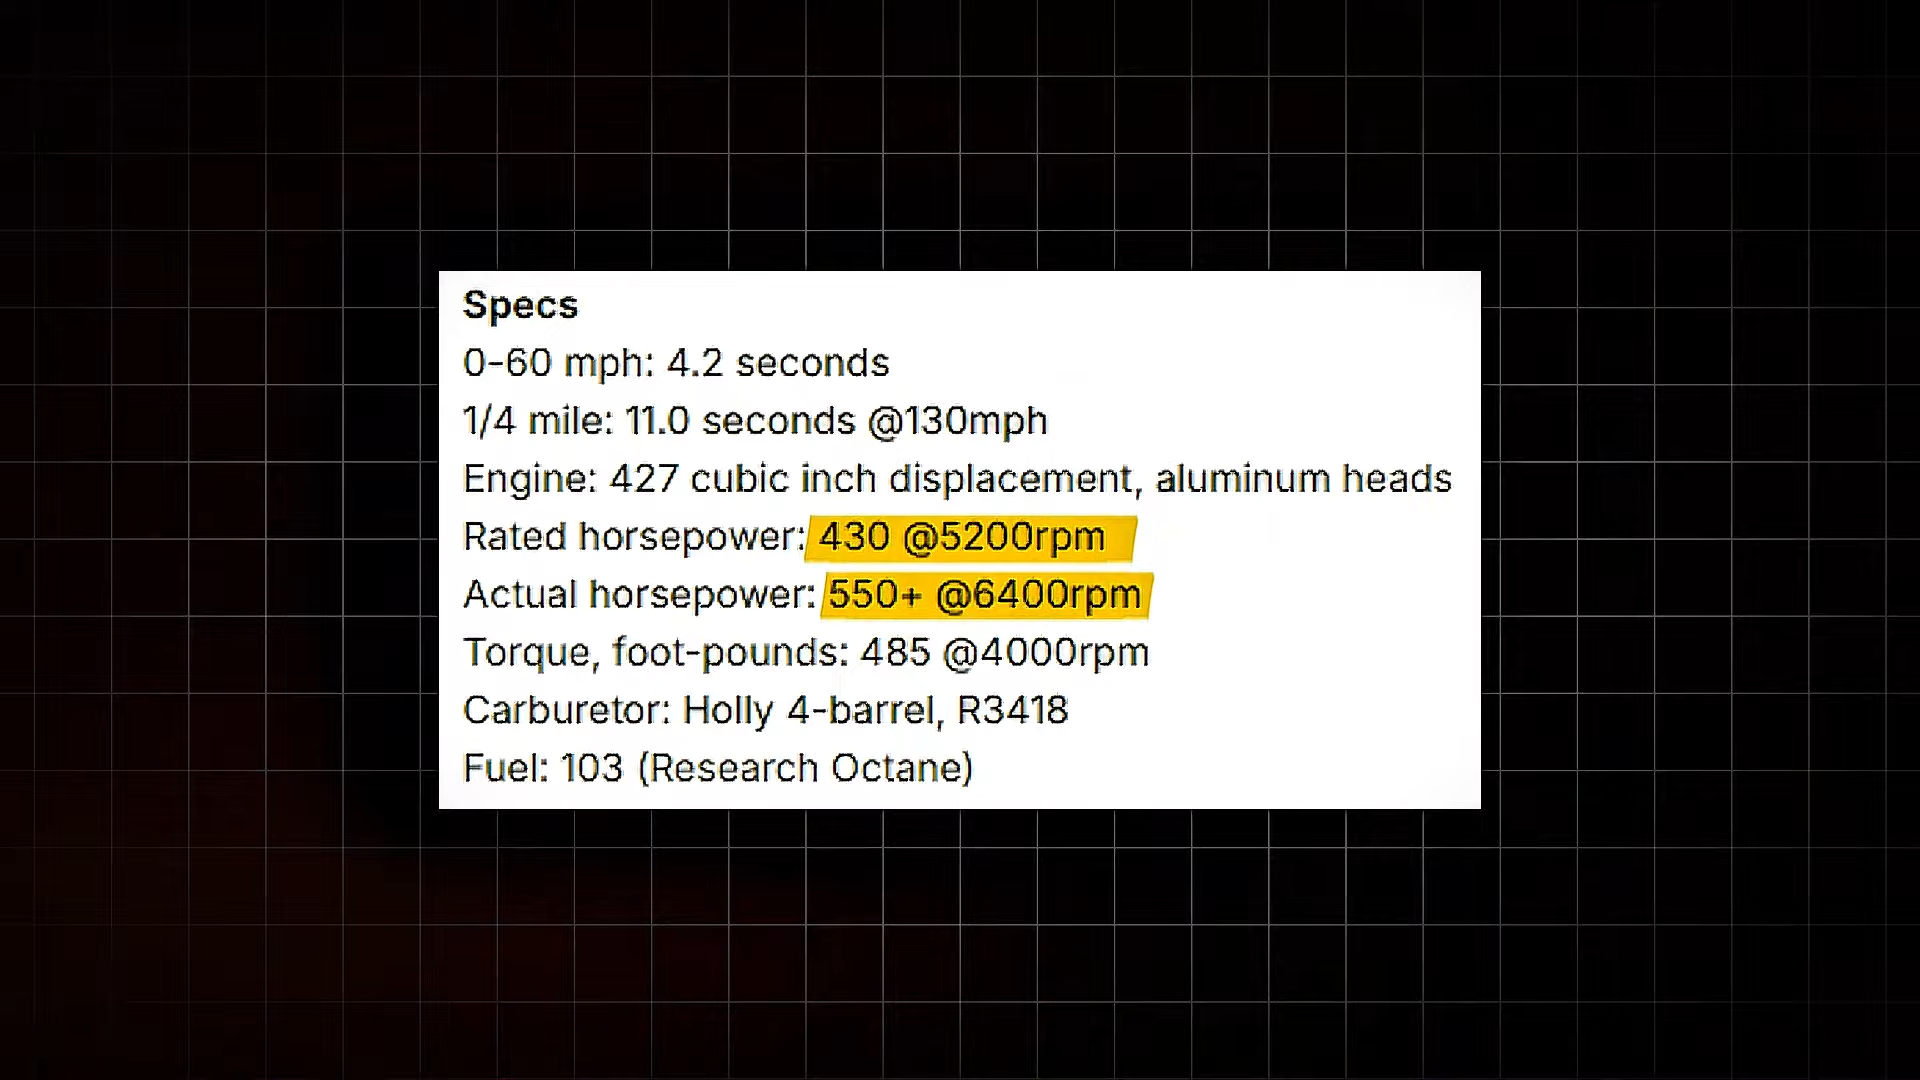 Specs
0-60 mph: 4.2 seconds
1/4 mile: 11.0 seconds @130mph
Engine: 427 cubic inch displacement, aluminum heads
Rated horsepower: 430 @5200rpm
Actual horsepower: 550+ @6400rpm
Torque, foot-pounds: 485 @4000rpm
Carburetor: Holly 4-barrel, R3418
Fuel: 103 (Research Octane)